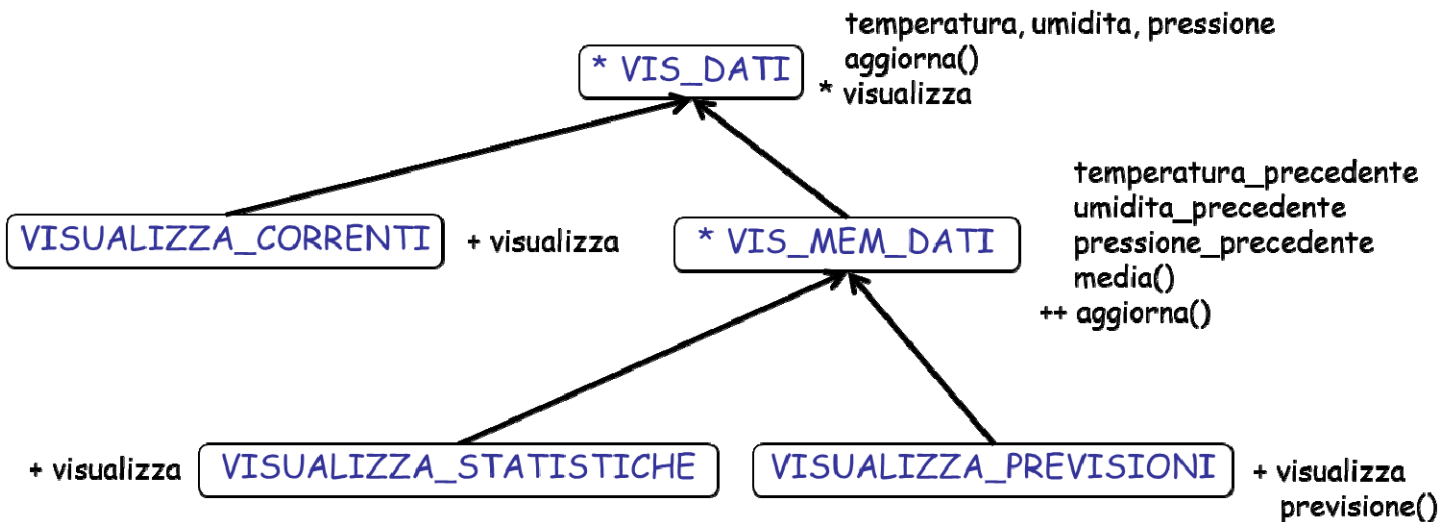 temperatura, umidita, pressione
* VIS_DATI
aggiorna()
* visualizza
VISUALIZZA_CORRENTI
+ visualizza
* VIS_MEM_DATI
temperatura_precedente
umidita_precedente
pressione_precedente
media()
++ aggiorna()
+ visualizza
VISUALIZZA_STATISTICHE
VISUALIZZA_PREVISIONI
+ visualizza
previsione()